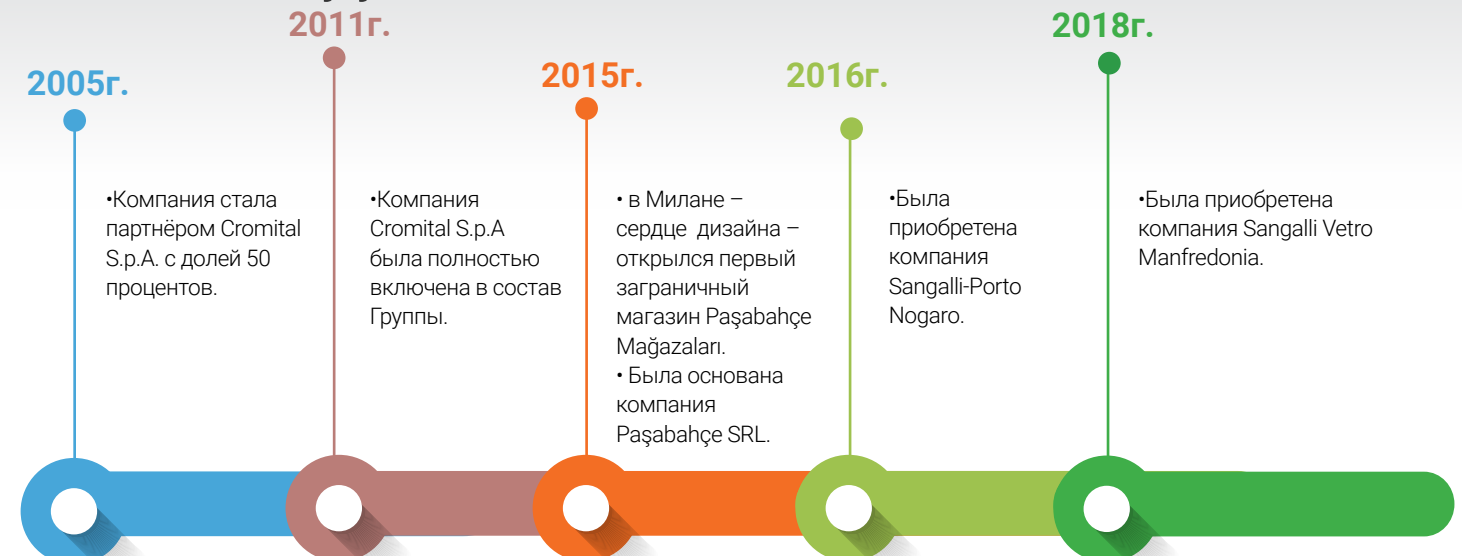 2005г.
•Компания стала
партнёром Cromital
S.p.A. с долей 50
процентов.
2011г.
•Компания
Cromital S.p.A
была полностью
включена в состав
Группы.
2015г.
• в Милане –
сердце дизайна –
открылся первый
заграничный
магазин Paşabahçe
Mağazaları.
• Была основана
компания
Paşabahçe SRL.
2016г.
•Была
приобретена
компания
Sangalli-Porto
Nogaro.
2018г.
•Была приобретена
компания Sangalli Vetro
Manfredonia.